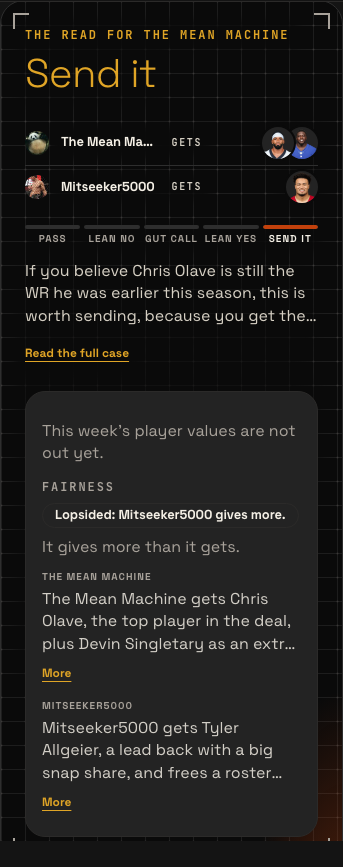 THE READ FOR THE MEAN MACHINE
Send it
The Mean Ma... GETS
Mitseeker5000 GETS
PASS LEAN NO GUT CALL LEAN YES SEND IT
If you believe Chris Olave is still the
WR he was earlier this season, this is
worth sending, because you get the...
Read the full case
This week's player values are not
out yet.
FAIRNESS
Lopsided: Mitseeker5000 gives more.
It gives more than it gets.
THE MEAN MACHINE
The Mean Machine gets Chris
Olave, the top player in the deal,
plus Devin Singletary as an extr...
More
MITSEEKER5000
Mitseeker5000 gets Tyler
Allgeier, a lead back with a big
snap share, and frees a roster...
More